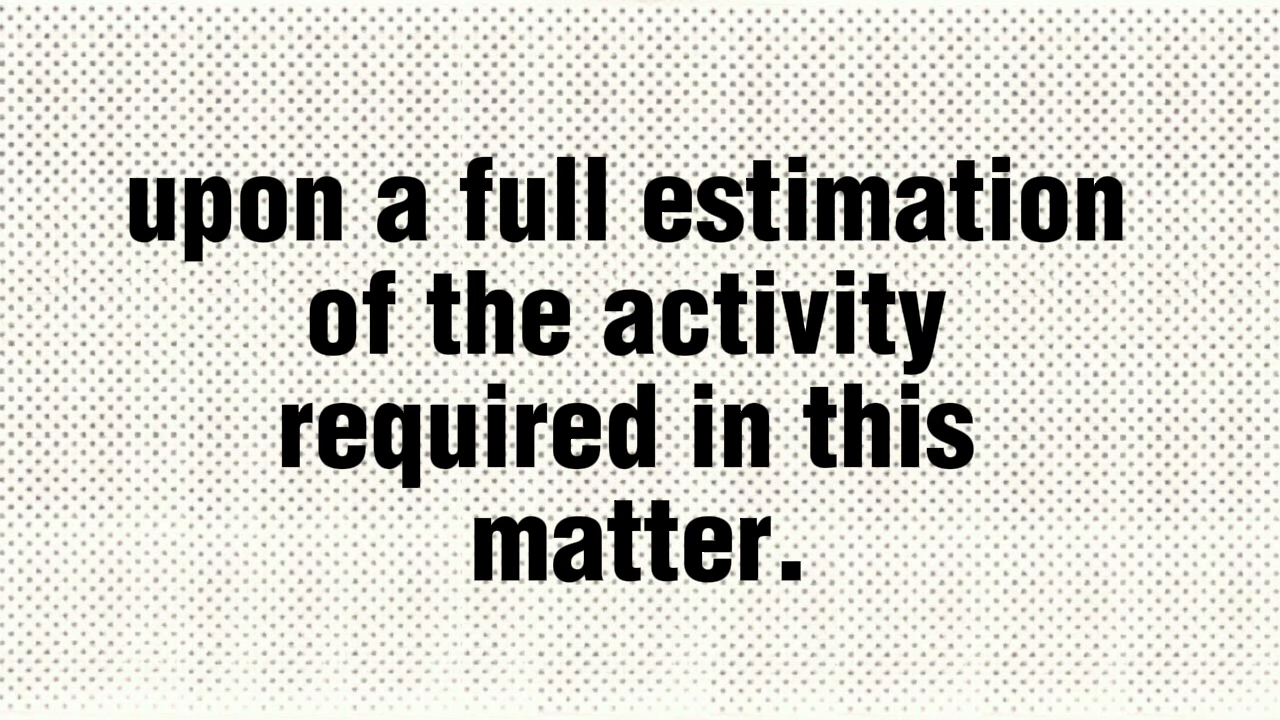 upon a full estimation
of the activity
required in this
matter.